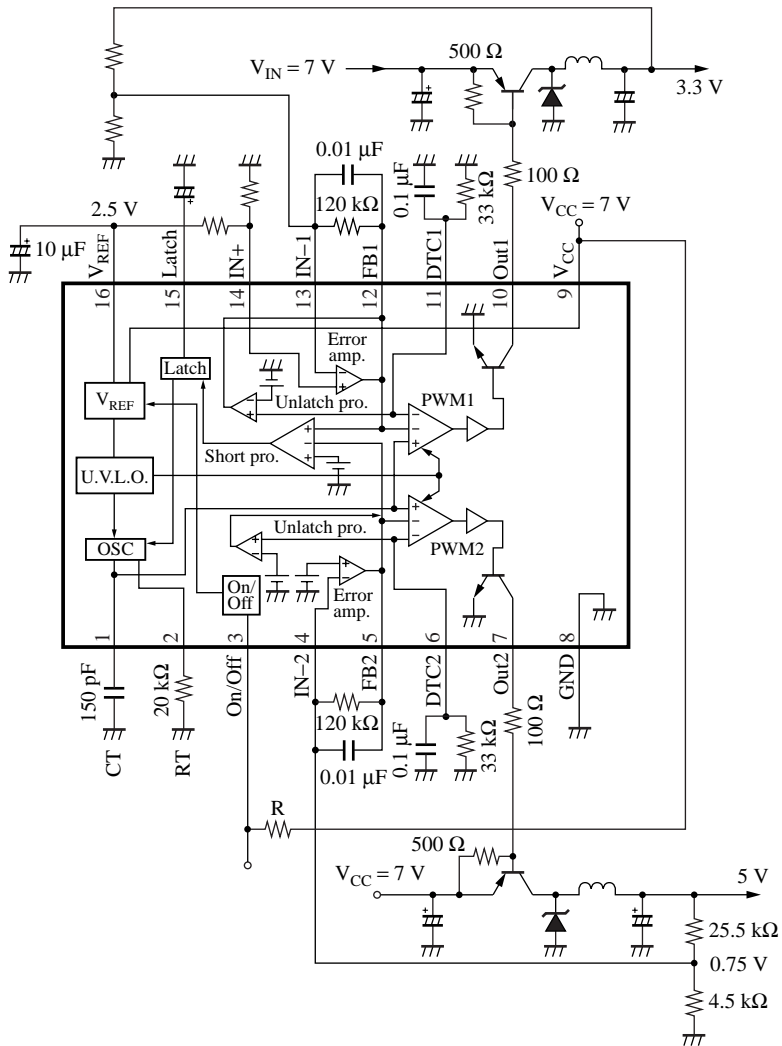 500 Ω
V_IN = 7 V
3.3 V
0.01 μF
120 kΩ
0.1 μF
33 kΩ
100 Ω
V_CC = 7 V
2.5 V
10 μF
V_REF
Latch
IN+
IN−1
FB1
DTC1
Out1
V_CC
16
15
14
13
12
11
10
9
Error
amp.
Latch
V_REF
Unlatch pro.
PWM1
Short pro.
U.V.L.O.
Unlatch pro.
PWM2
OSC
On/
Off
Error
amp.
1
2
3
4
5
6
7
8
150 pF
20 kΩ
On/Off
IN−2
FB2
DTC2
Out2
GND
CT
RT
120 kΩ
0.01 μF
0.1 μF
33 kΩ
100 Ω
R
500 Ω
V_CC = 7 V
5 V
25.5 kΩ
0.75 V
4.5 kΩ